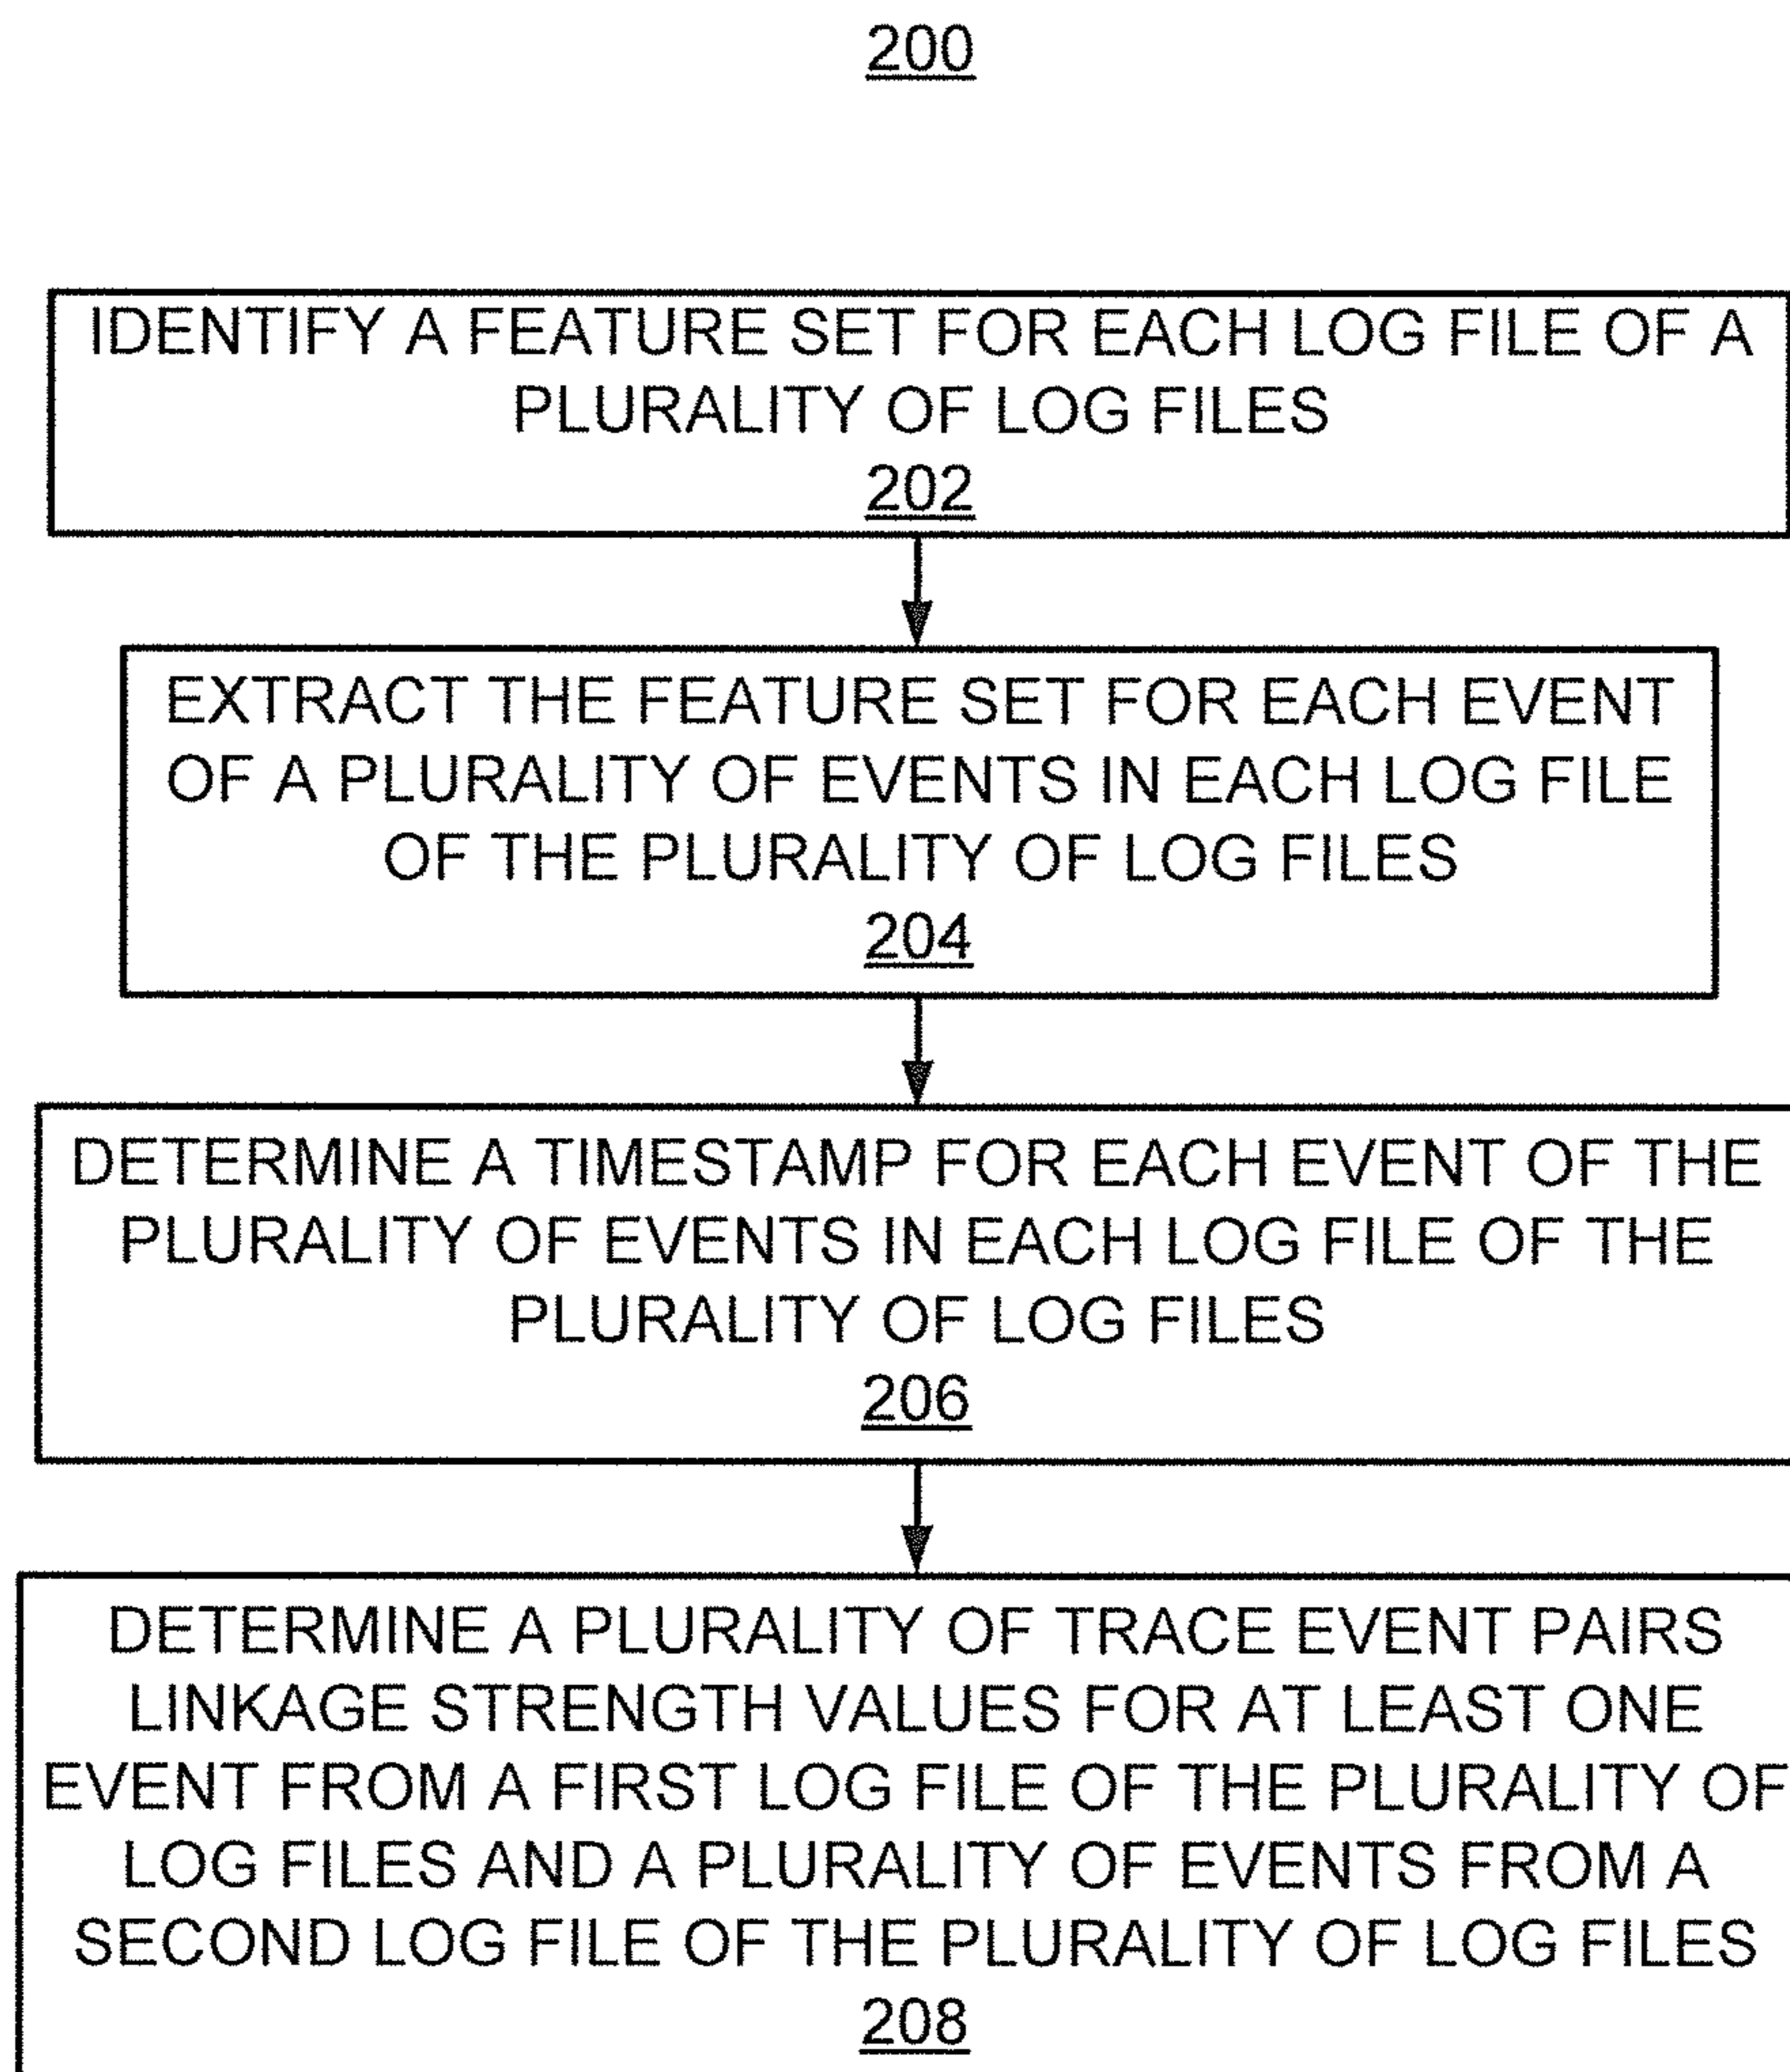 200
IDENTIFY A FEATURE SET FOR EACH LOG FILE OF A
PLURALITY OF LOG FILES
202
EXTRACT THE FEATURE SET FOR EACH EVENT
OF A PLURALITY OF EVENTS IN EACH LOG FILE
OF THE PLURALITY OF LOG FILES
204
DETERMINE A TIMESTAMP FOR EACH EVENT OF THE
PLURALITY OF EVENTS IN EACH LOG FILE OF THE
PLURALITY OF LOG FILES
206
DETERMINE A PLURALITY OF TRACE EVENT PAIRS
LINKAGE STRENGTH VALUES FOR AT LEAST ONE
EVENT FROM A FIRST LOG FILE OF THE PLURALITY OF
LOG FILES AND A PLURALITY OF EVENTS FROM A
SECOND LOG FILE OF THE PLURALITY OF LOG FILES
208